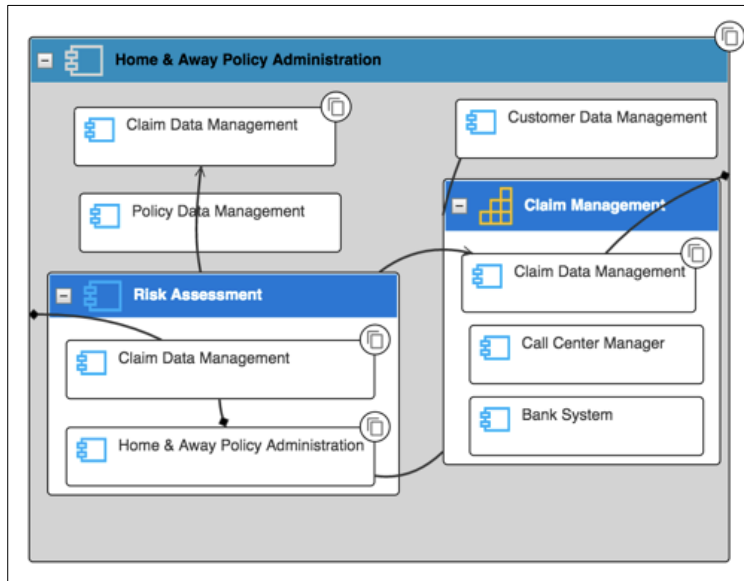 Home & Away Policy Administration
Claim Data Management
Customer Data Management
Policy Data Management
Claim Management
Risk Assessment
Claim Data Management
Claim Data Management
Call Center Manager
Bank System
Home & Away Policy Administration